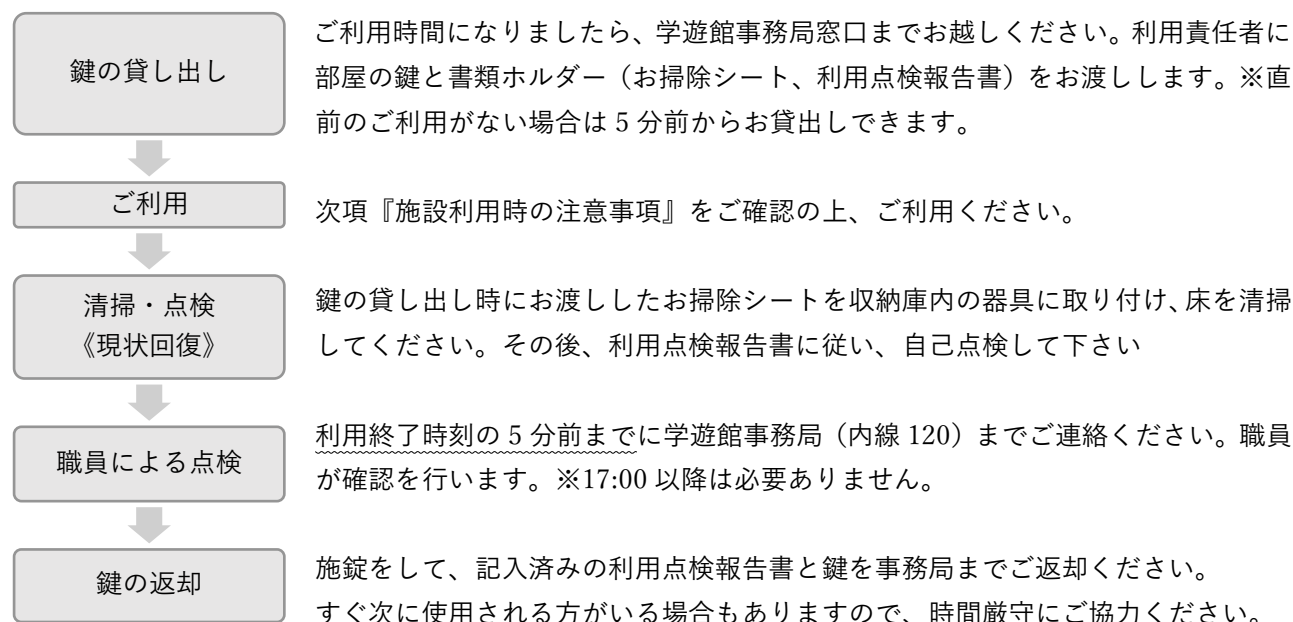 鍵の貸し出し
ご利用時間になりましたら、学遊館事務局窓口までお越しください。利用責任者に
部屋の鍵と書類ホルダー（お掃除シート、利用点検報告書）をお渡しします。※直
前のご利用がない場合は 5 分前からお貸出しできます。
ご利用
次項『施設利用時の注意事項』をご確認の上、ご利用ください。
清掃・点検
《現状回復》
鍵の貸し出し時にお渡ししたお掃除シートを収納庫内の器具に取り付け、床を清掃
してください。その後、利用点検報告書に従い、自己点検して下さい
職員による点検
利用終了時刻の 5 分前までに学遊館事務局（内線 120）までご連絡ください。職員
が確認を行います。※17:00 以降は必要ありません。
鍵の返却
施錠をして、記入済みの利用点検報告書と鍵を事務局までご返却ください。
すぐ次に使用される方がいる場合もありますので、時間厳守にご協力ください。